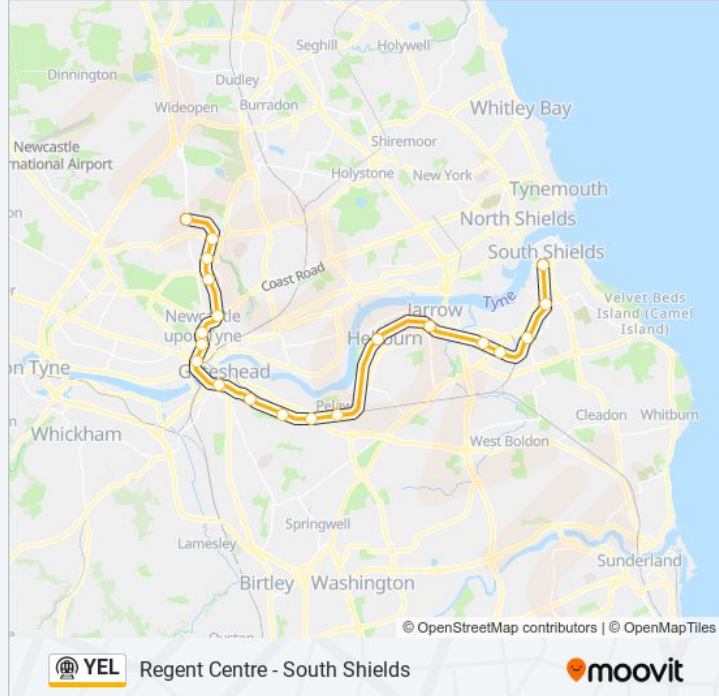 Seghill
Holywell
Dinnington
Dudley
Wideopen
Burradon
Whitley Bay
Newcastle
rnational Airport
Shiremoor
Holystone
New York
Tynemouth
North Shields
on
South Shields
Coast Road
Tyne
Velvet Beds
Island (Camel
Island)
Newcastle
upon Tyne
Jarrow
Hebburn
on Tyne
Gateshead
Pelaw
Whickham
Cleadon
Whitburn
West Boldon
Springwell
Lamesley
Sunderland
Birtley
Washington
© OpenStreetMap contributors | © OpenMapTiles
YEL
Regent Centre - South Shields
moovit